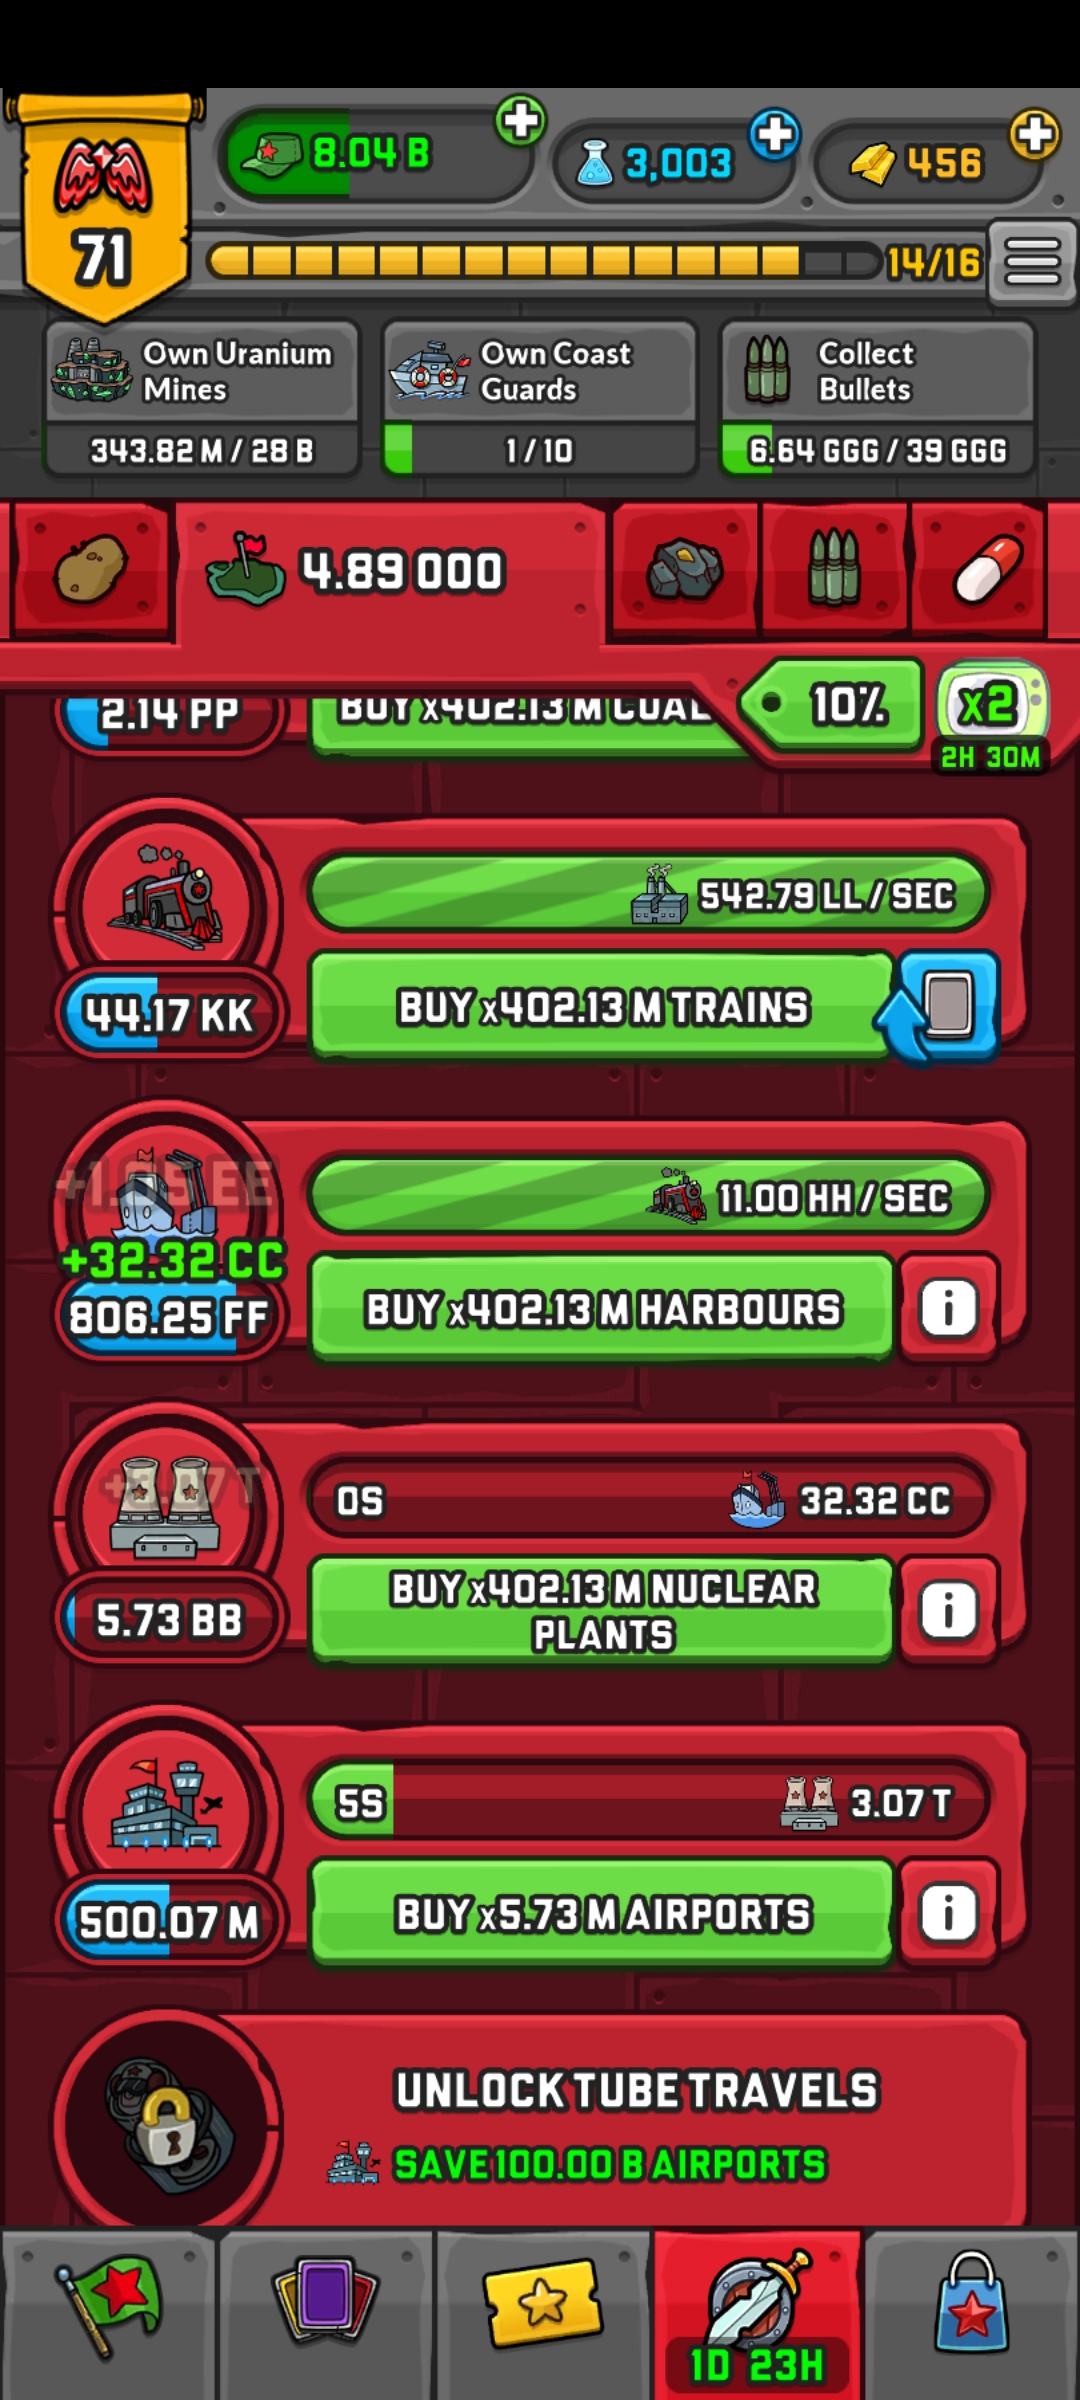 71
8.04 B
3,003
456
14/16
Own Uranium
Mines
343.82 M / 28 B
Own Coast
Guards
1 / 10
Collect
Bullets
6.64 GGG / 39 GGG
4.89 OOO
10%
x2
2H 30M
2.14 PP
BUY x402.13 M COAL
542.79 LL / SEC
44.17 KK
BUY x402.13 M TRAINS
11.00 HH / SEC
+32.32 CC
806.25 FF
BUY x402.13 M HARBOURS
0S
32.32 CC
+3.07 T
5.73 BB
BUY x402.13 M NUCLEAR
PLANTS
5S
3.07 T
500.07 M
BUY x5.73 M AIRPORTS
UNLOCK TUBE TRAVELS
SAVE 100.00 B AIRPORTS
1D 23H